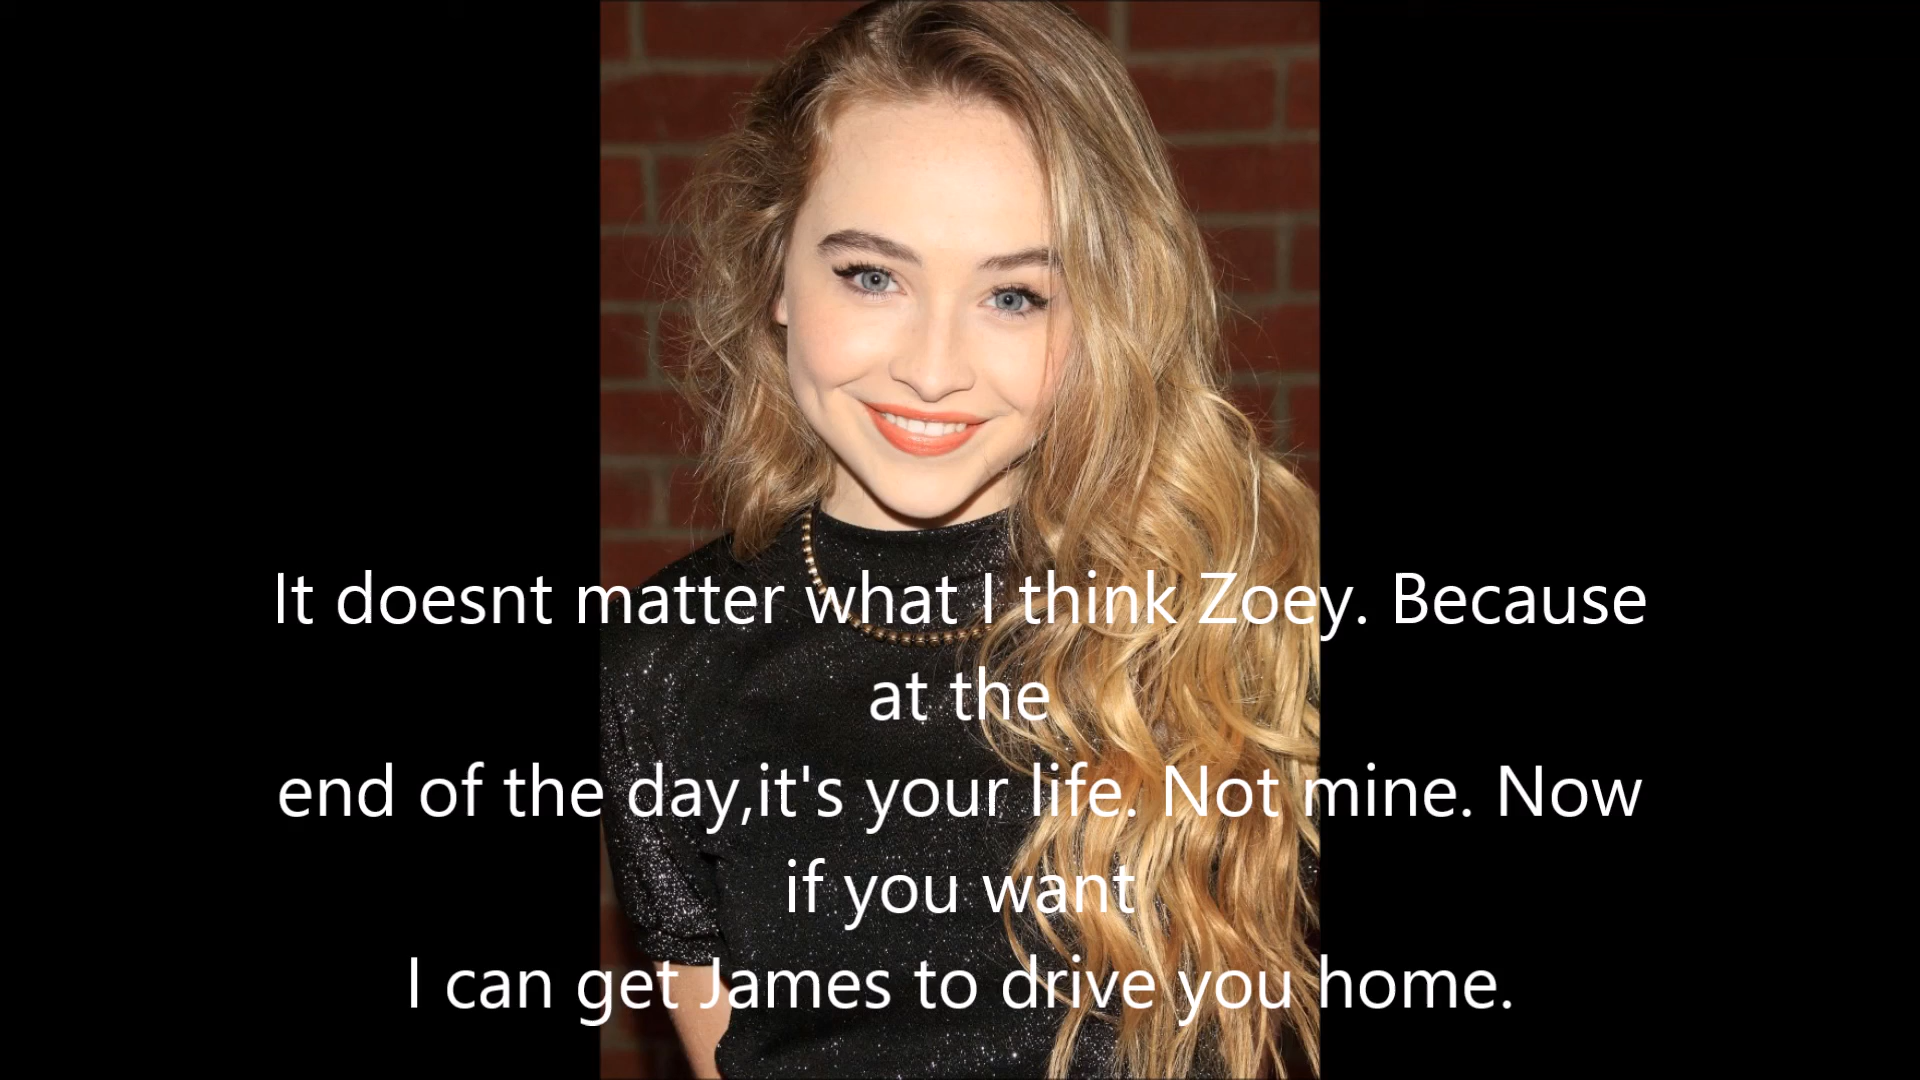 It doesnt matter what I think Zoey. Because
at the
end of the day,it's your life. Not mine. Now
if you want
I can get James to drive you home.